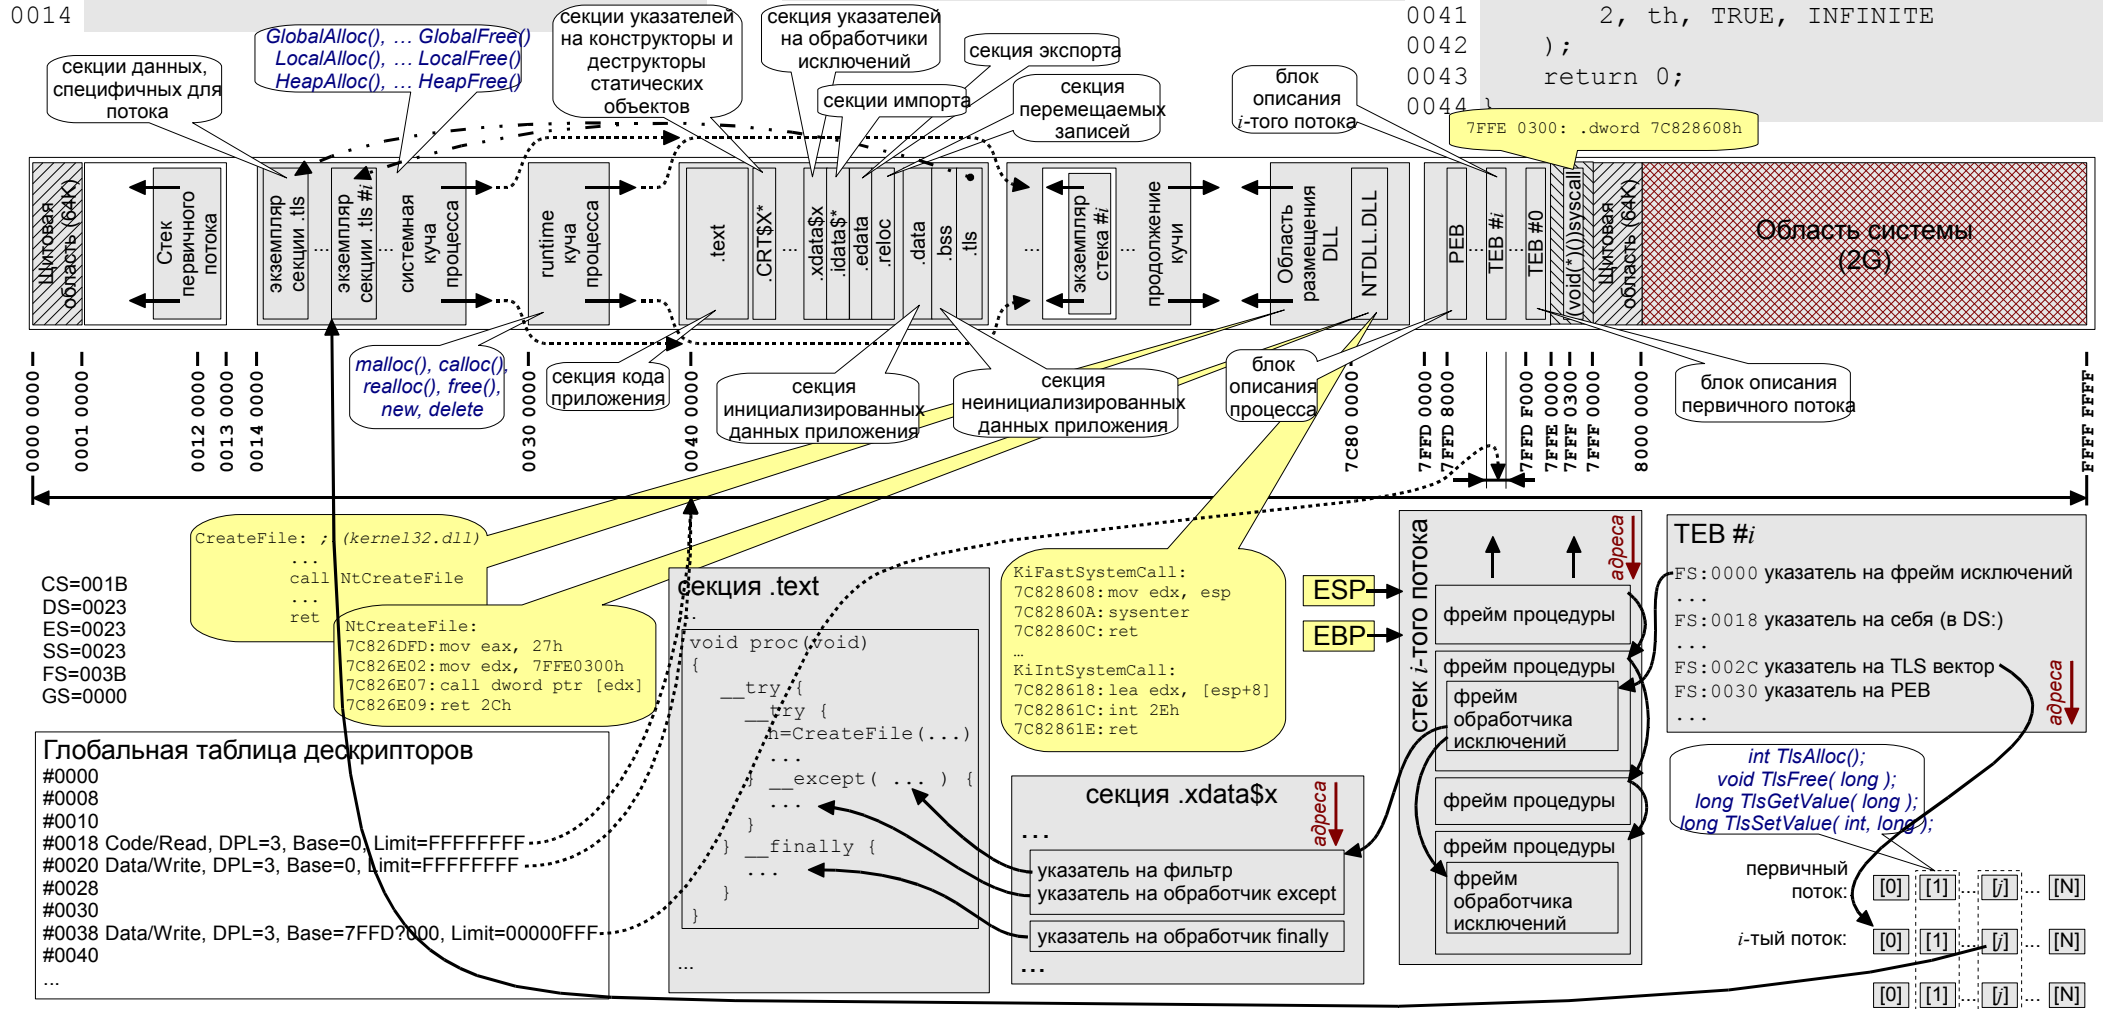 0014
0041 2, th, TRUE, INFINITE
0042 );
0043 return 0;
0044 }
секции данных,
специфичных для
потока
GlobalAlloc(), … GlobalFree()
LocalAlloc(), … LocalFree()
HeapAlloc(), … HeapFree()
секции указателей
на конструкторы и
деструкторы
статических
объектов
секция указателей
на обработчики
исключений
секция экспорта
секции импорта
секция
перемещаемых
записей
блок
описания
i-того потока
7FFE 0300: .dword 7C828608h
Щитовая
область (64K)
Стек
первичного
потока
экземпляр
секции .tls
...
экземпляр
секции .tls #i
системная
куча
процесса
runtime
куча
процесса
.text
.CRT$X*
...
.xdata$x
.idata$*
.edata
.reloc
.data
.bss
.tls
...
экземпляр
стека #i
...
продолжение
кучи
Область
размещения
DLL
NTDLL.DLL
PEB
...
TEB #i
...
TEB #0
(void(*)())syscall
Щитовая
область (64K)
Область системы
(2G)
malloc(), calloc(),
realloc(), free(),
new, delete
секция кода
приложения
секция
инициализированных
данных приложения
секция
неинициализированных
данных приложения
блок
описания
процесса
блок описания
первичного потока
0000 0000
0001 0000
0012 0000
0013 0000
0014 0000
0030 0000
0040 0000
7C80 0000
7FFD 0000
7FFD 8000
7FFD F000
7FFE 0000
7FFF 0300
7FFF 0000
8000 0000
FFFF FFFF
CreateFile: ; (kernel32.dll)
...
call NtCreateFile
...
ret
NtCreateFile:
7C826DFD: mov eax, 27h
7C826E02: mov edx, 7FFE0300h
7C826E07: call dword ptr [edx]
7C826E09: ret 2Ch
CS=001B
DS=0023
ES=0023
SS=0023
FS=003B
GS=0000
Глобальная таблица дескрипторов
#0000
#0008
#0010
#0018 Code/Read, DPL=3, Base=0, Limit=FFFFFFFF
#0020 Data/Write, DPL=3, Base=0, Limit=FFFFFFFF
#0028
#0030
#0038 Data/Write, DPL=3, Base=7FFD?000, Limit=00000FFF
#0040
...
секция .text
.
void proc(void)
{
__try {
__try {
h=CreateFile(...)
...
} __except( ... ) {
...
}
} __finally {
...
}
}
...
KiFastSystemCall:
7C828608: mov edx, esp
7C82860A: sysenter
7C82860C: ret
…
KiIntSystemCall:
7C828618: lea edx, [esp+8]
7C82861C: int 2Eh
7C82861E: ret
секция .xdata$x
адреса
...
указатель на фильтр
указатель на обработчик except
указатель на обработчик finally
...
ESP
EBP
стек i-того потока
адреса
фрейм процедуры
фрейм процедуры
фрейм
обработчика
исключений
фрейм процедуры
фрейм процедуры
фрейм
обработчика
исключений
TEB #i
FS:0000 указатель на фрейм исключений
...
FS:0018 указатель на себя (в DS:)
...
FS:002C указатель на TLS вектор
FS:0030 указатель на PEB
...
адреса
int TlsAlloc();
void TlsFree( long );
long TlsGetValue( long );
long TlsSetValue( int, long );
первичный
поток:
[0] [1] ... [j] ... [N]
i-тый поток:
[0] [1] ... [j] ... [N]
[0] [1] ... [j] ... [N]